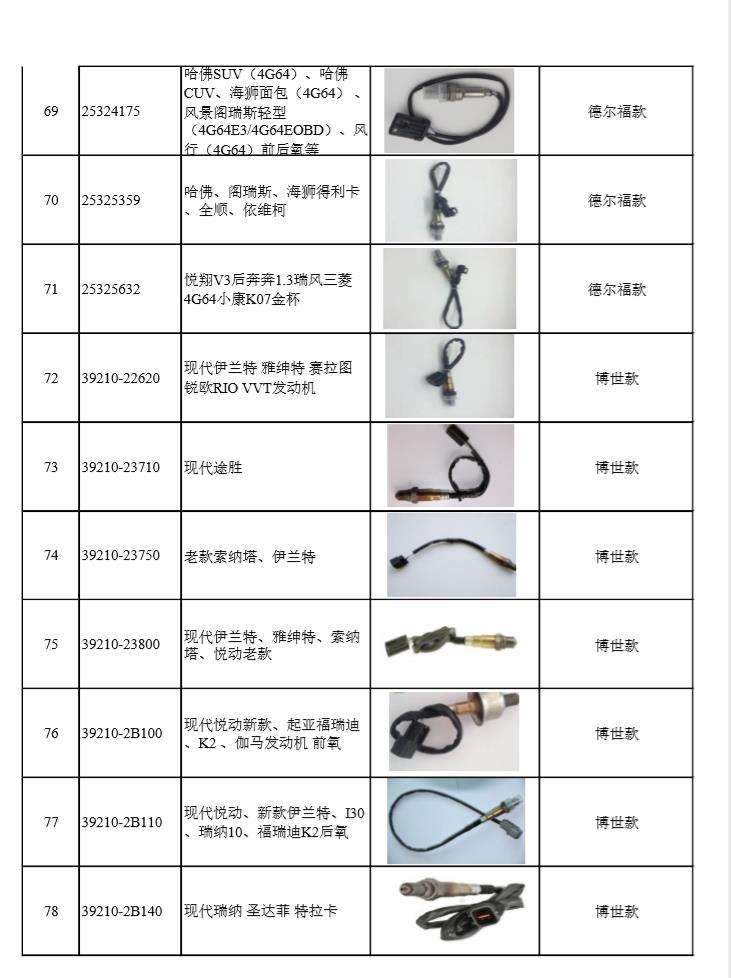 69
25324175
哈佛SUV（4G64）、哈佛
CUV、海狮面包（4G64） 、
风景阁瑞斯轻型
（4G64E3/4G64EOBD）、风
行（4G64）前后氧等
德尔福款
70
25325359
哈佛、阁瑞斯、海狮得利卡
、全顺、依维柯
德尔福款
71
25325632
悦翔V3后奔奔1.3瑞风三菱
4G64小康K07金杯
德尔福款
72
39210-22620
现代伊兰特 雅绅特 赛拉图
锐欧RIO VVT发动机
博世款
73
39210-23710
现代途胜
博世款
74
39210-23750
老款索纳塔、伊兰特
博世款
75
39210-23800
现代伊兰特、雅绅特、索纳
塔、悦动老款
博世款
76
39210-2B100
现代悦动新款、起亚福瑞迪
、K2 、伽马发动机 前氧
博世款
77
39210-2B110
现代悦动、新款伊兰特、I30
、瑞纳10、福瑞迪K2后氧
博世款
78
39210-2B140
现代瑞纳 圣达菲 特拉卡
博世款